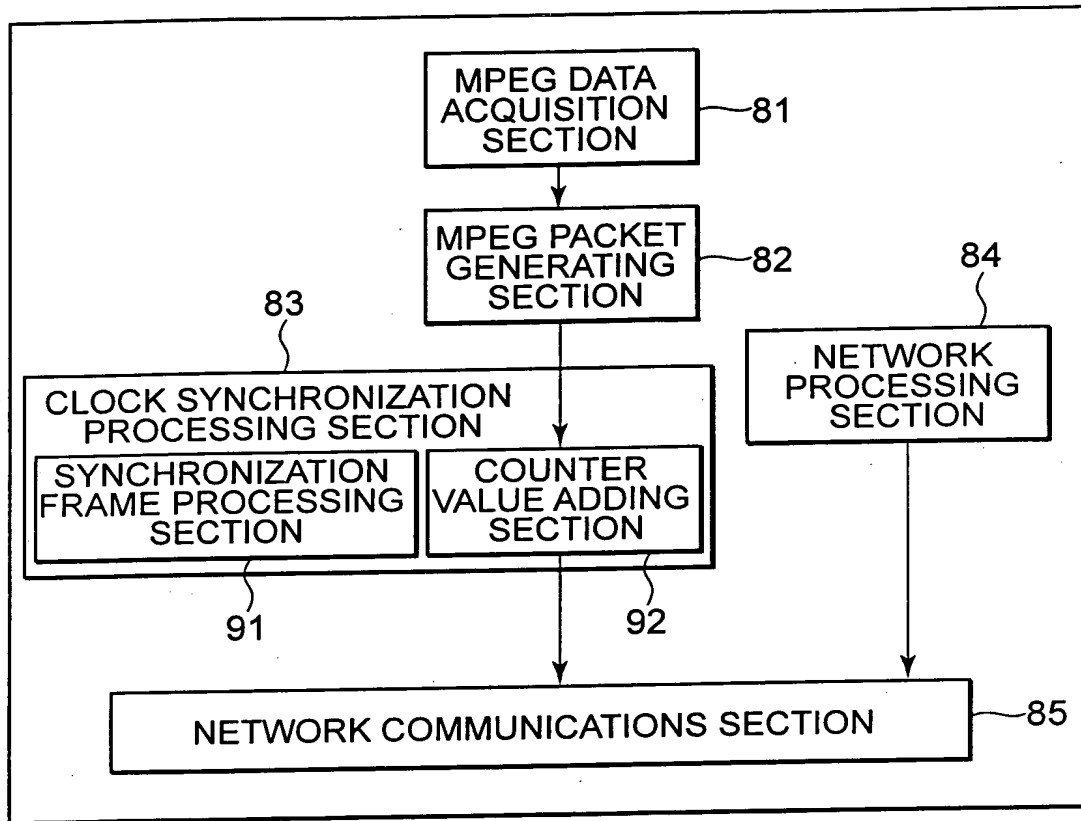 MPEG DATA
ACQUISITION
SECTION
81
MPEG PACKET
GENERATING
SECTION
82
83
84
CLOCK SYNCHRONIZATION
PROCESSING SECTION
NETWORK
PROCESSING
SECTION
SYNCHRONIZATION
FRAME PROCESSING
SECTION
COUNTER
VALUE ADDING
SECTION
91
92
NETWORK COMMUNICATIONS SECTION
85